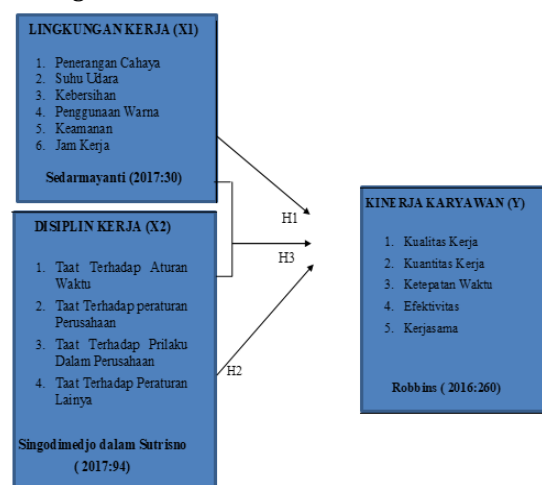 LINGKUNGAN KERJA (X1)
1. Penerangan Cahaya
2. Suhu Udara
3. Kebersihan
4. Penggunaan Warna
5. Keamanan
6. Jam Kerja
Sedarmayanti (2017:30)
DISIPLIN KERJA (X2)
1. Taat Terhadap Aturan
Waktu
2. Taat Terhadap peraturan
Perusahaan
3. Taat Terhadap Prilaku
Dalam Perusahaan
4. Taat Terhadap Peraturan
Lainya
Singodimedjo dalam Sutrisno
( 2017:94)
H1
H3
H2
KINERJA KARYAWAN (Y)
1. Kualitas Kerja
2. Kuantitas Kerja
3. Ketepatan Waktu
4. Efektivitas
5. Kerjasama
Robbins ( 2016:260)